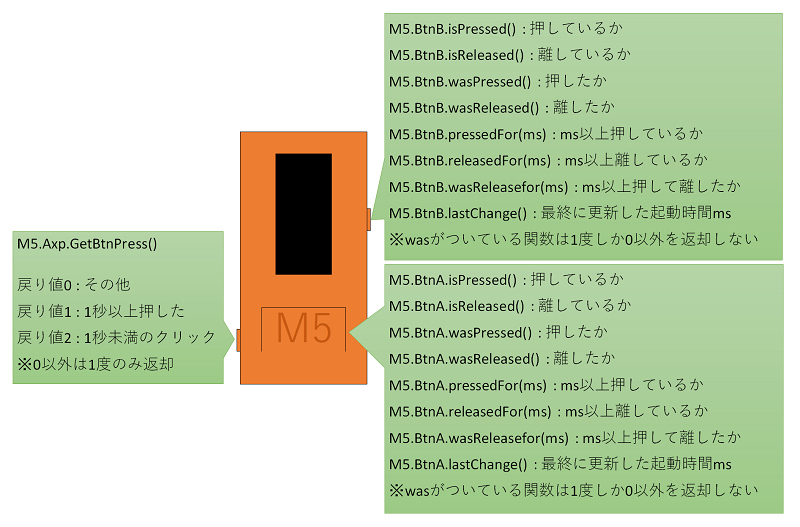 M5.BtnB.isPressed() : 押しているか
M5.BtnB.isReleased() : 離しているか
M5.BtnB.wasPressed() : 押したか
M5.BtnB.wasReleased() : 離したか
M5.BtnB.pressedFor(ms) : ms以上押しているか
M5.BtnB.releasedFor(ms) : ms以上離しているか
M5.BtnB.wasReleasefor(ms) : ms以上押して離したか
M5.BtnB.lastChange() : 最終に更新した起動時間ms
※wasがついている関数は1度しか0以外を返却しない
M5.Axp.GetBtnPress()
戻り値0 : その他
戻り値1 : 1秒以上押した
戻り値2 : 1秒未満のクリック
※0以外は1度のみ返却
M5
M5.BtnA.isPressed() : 押しているか
M5.BtnA.isReleased() : 離しているか
M5.BtnA.wasPressed() : 押したか
M5.BtnA.wasReleased() : 離したか
M5.BtnA.pressedFor(ms) : ms以上押しているか
M5.BtnA.releasedFor(ms) : ms以上離しているか
M5.BtnA.wasReleasefor(ms) : ms以上押して離したか
M5.BtnA.lastChange() : 最終に更新した起動時間ms
※wasがついている関数は1度しか0以外を返却しない